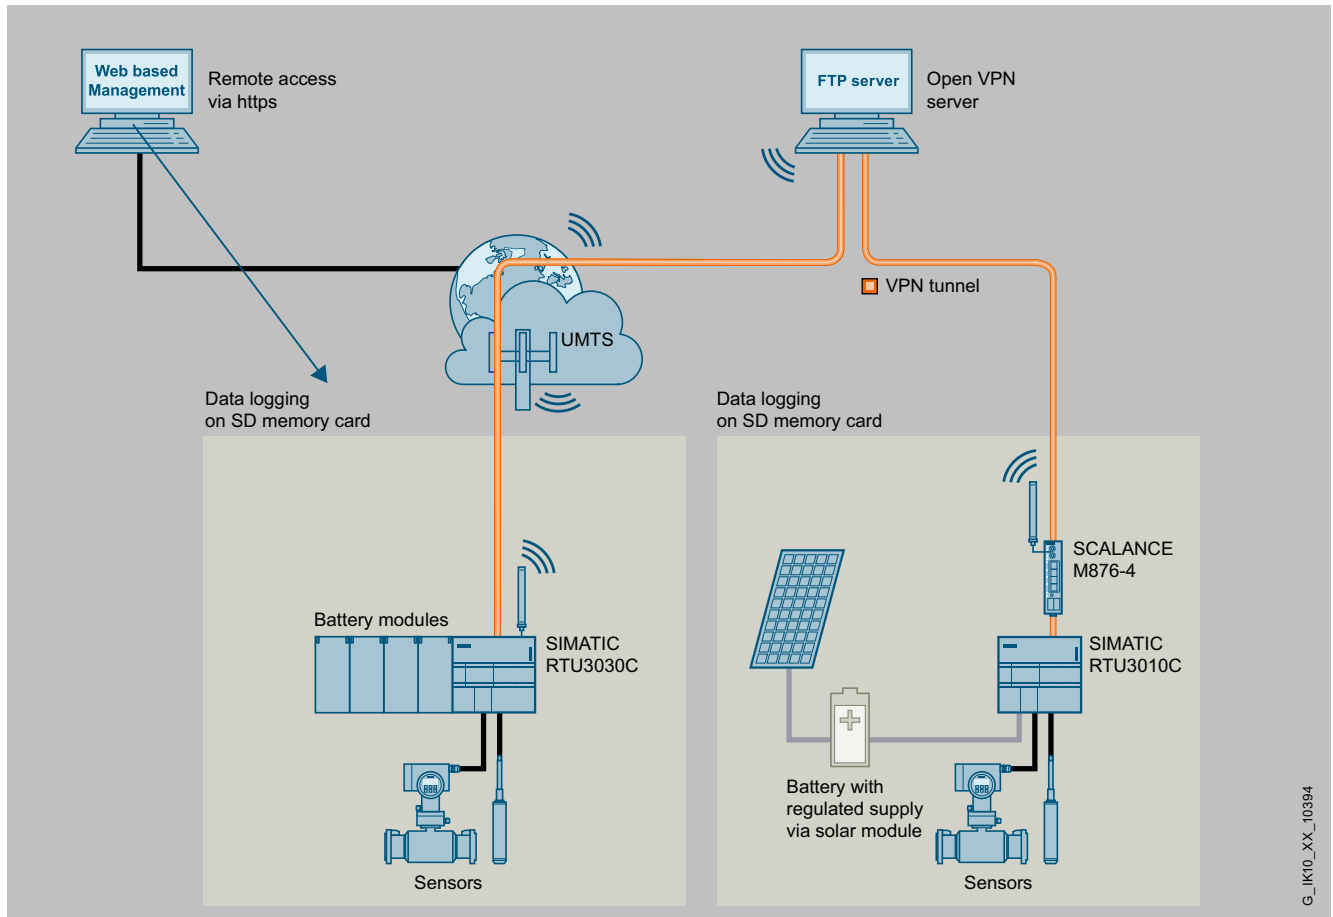 Web based
Management
Remote access
via https
FTP server
Open VPN
server
VPN tunnel
UMTS
Data logging
on SD memory card
Data logging
on SD memory card
SCALANCE
M876-4
Battery modules
SIMATIC
RTU3030C
SIMATIC
RTU3010C
Battery with
regulated supply
via solar module
Sensors
Sensors
G_IK10_XX_10394